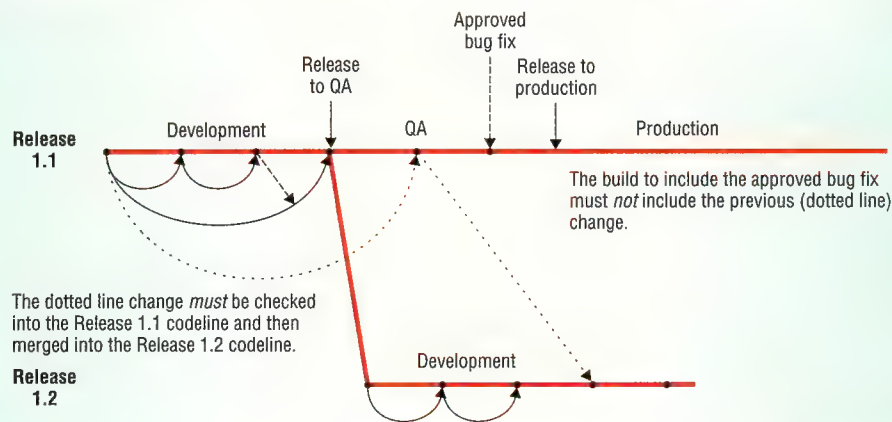 Approved
bug fix
Release
to QA
Release to
production
Release
1.1
Development
QA
Production
The build to include the approved bug fix
must not include the previous (dotted line)
change.
The dotted line change must be checked
into the Release 1.1 codeline and then
merged into the Release 1.2 codeline.
Release
1.2
Development